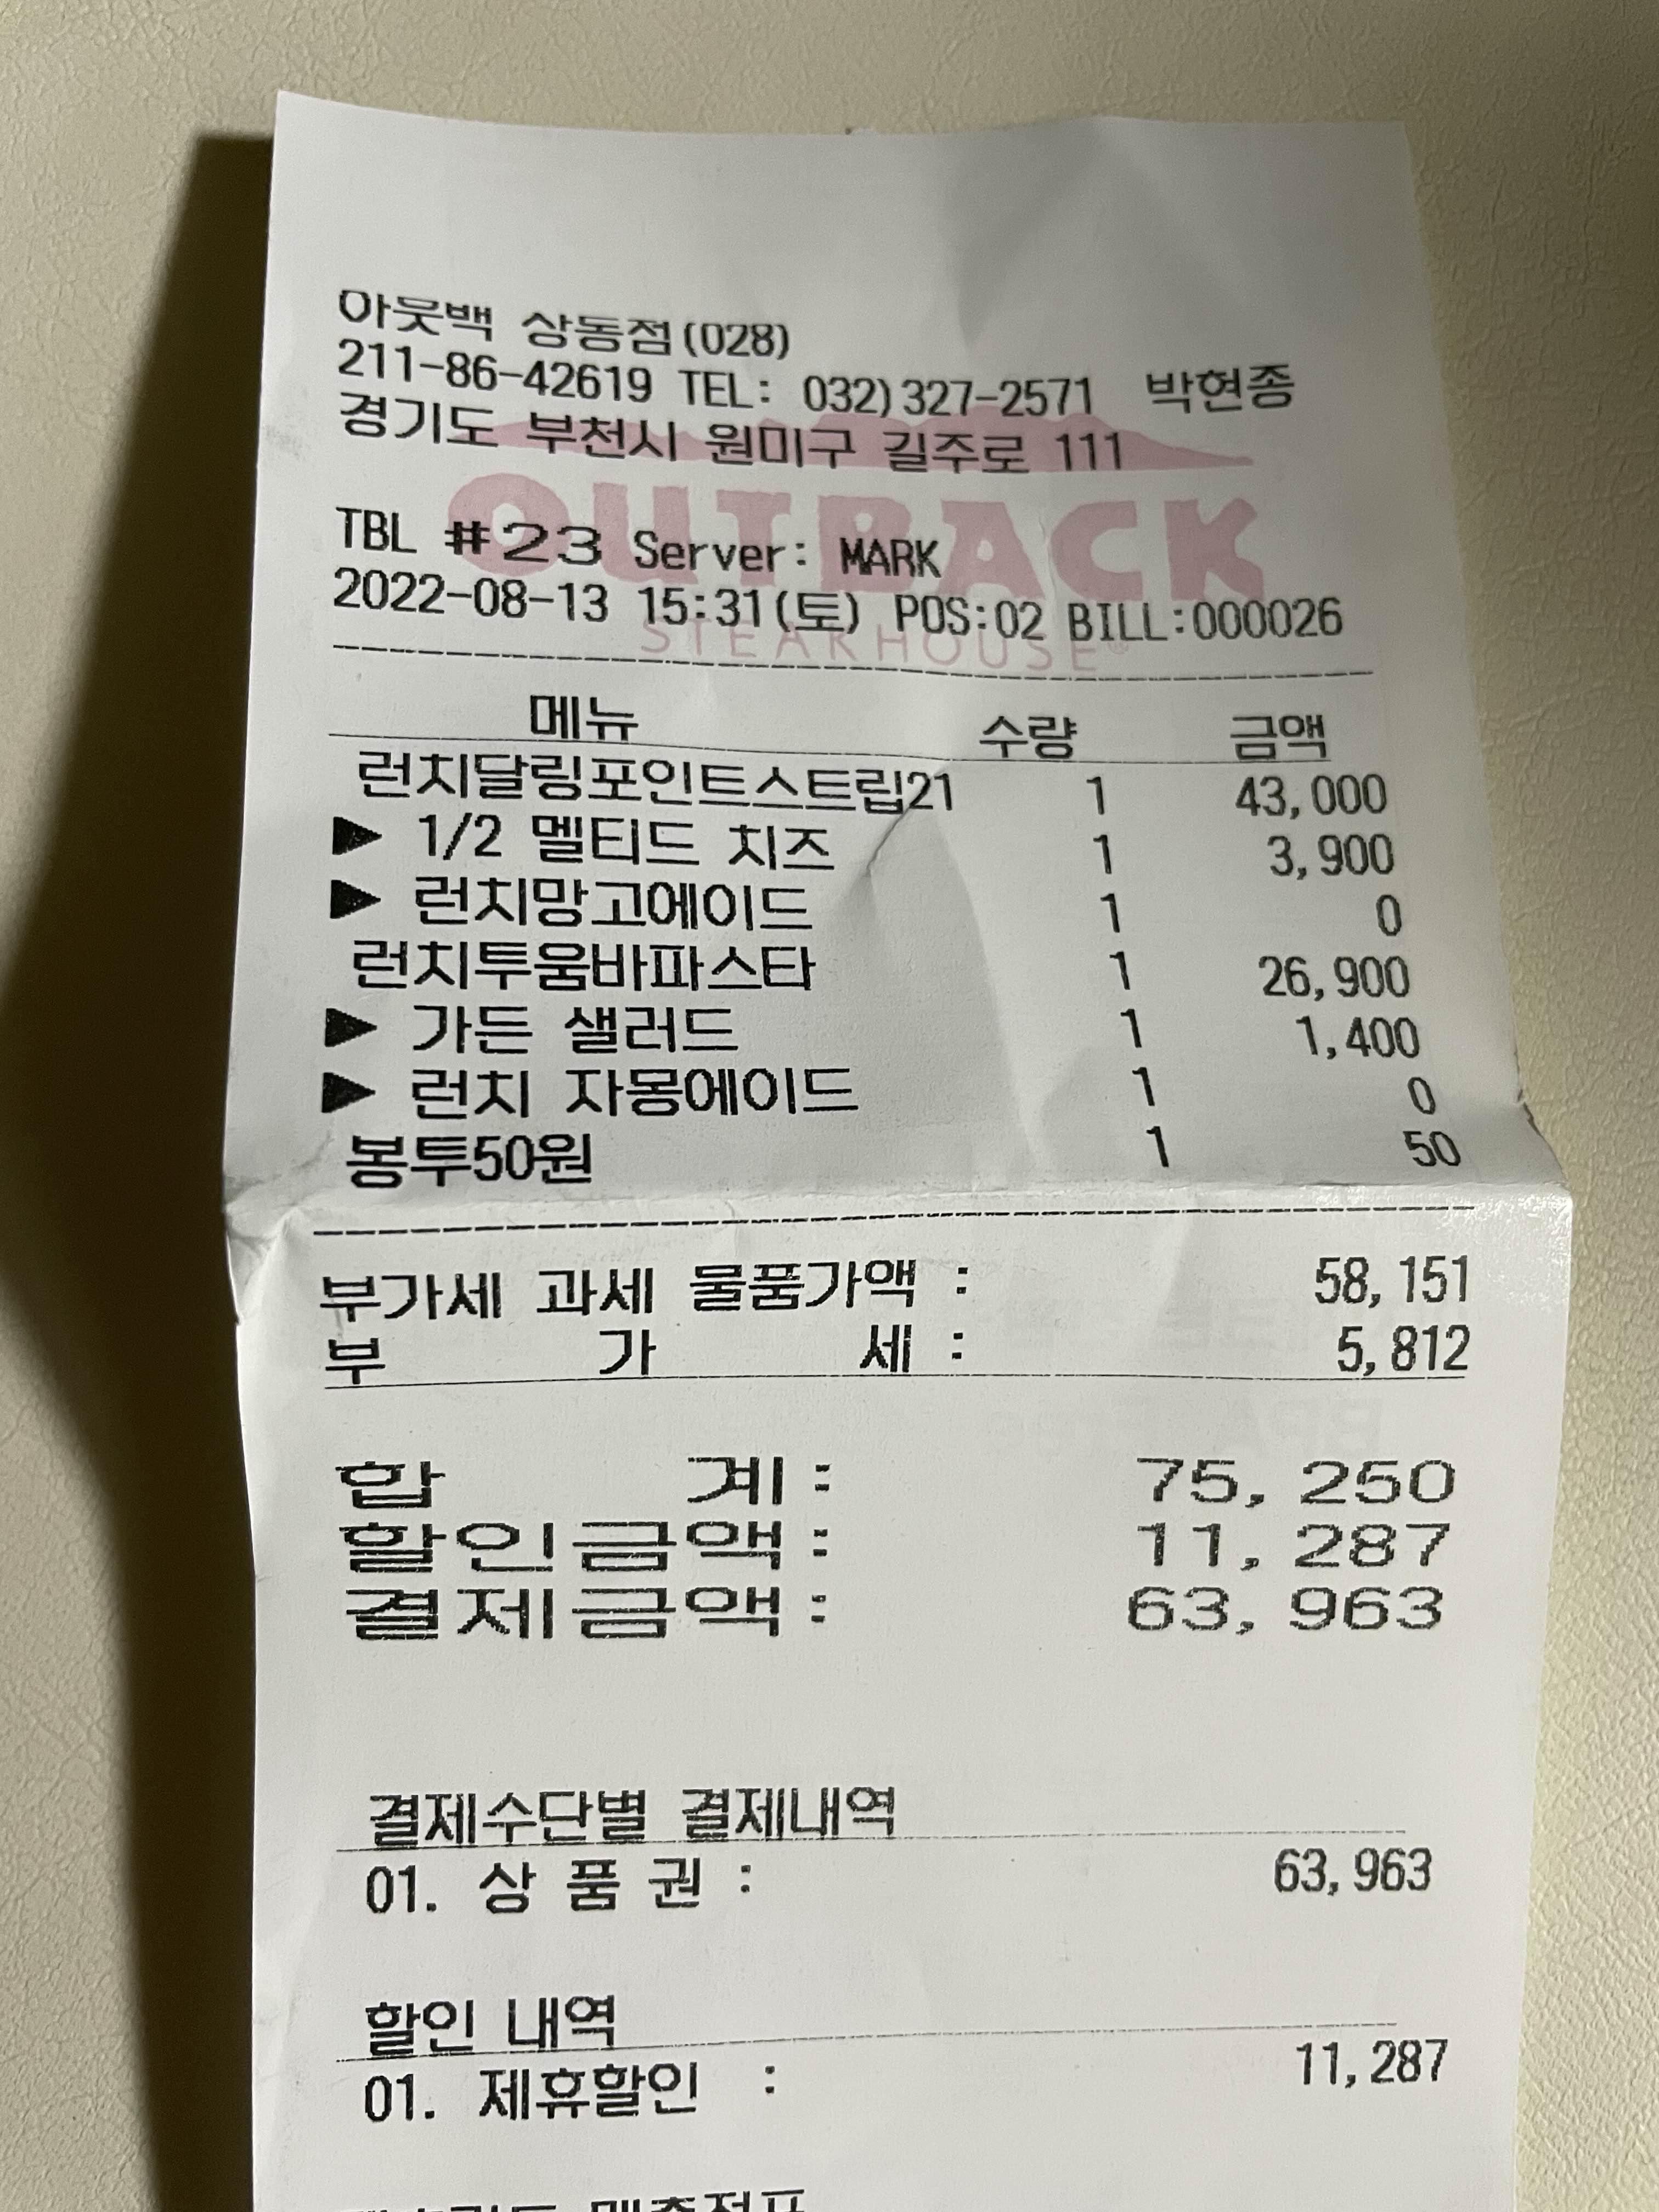 아웃백 상동점(028)
211-86-42619 TEL: 032)327-2571 박현종
경기도 부천시 원미구 길주로 111
OUTBACK
STEAKHOUSE®
TBL #23 Server: MARK
2022-08-13 15:31(토) POS:02 BILL:000026
메뉴 수량 금액
런치달링포인트스트립21 1 43,000
▶ 1/2 멜티드 치즈 1 3,900
▶ 런치망고에이드 1 0
런치투움바파스타 1 26,900
▶ 가든 샐러드 1 1,400
▶ 런치 자몽에이드 1 0
봉투50원 1 50
부가세 과세 물품가액 : 58,151
부 가 세 : 5,812
합 계: 75,250
할인금액: 11,287
결제금액: 63,963
결제수단별 결제내역
01. 상 품 권 : 63,963
할인 내역
01. 제휴할인 : 11,287